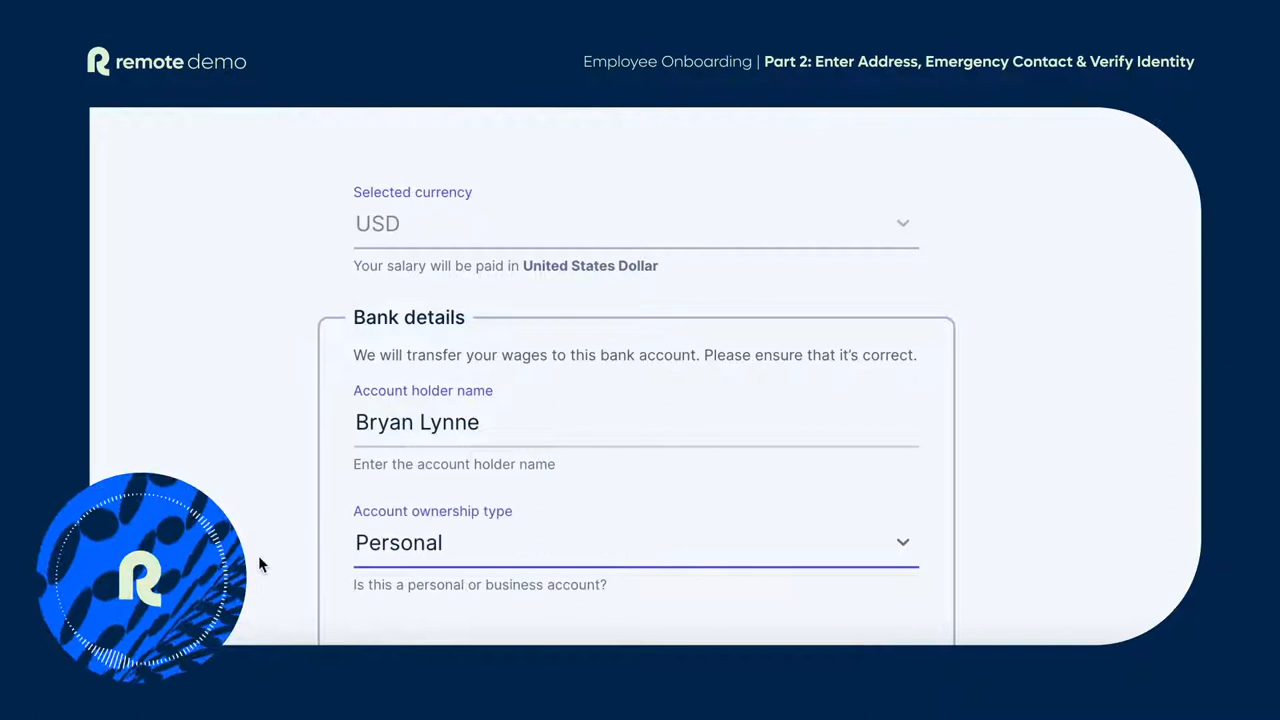 remote demo
Employee Onboarding | Part 2: Enter Address, Emergency Contact & Verify Identity
Selected currency
USD
Your salary will be paid in United States Dollar
Bank details
We will transfer your wages to this bank account. Please ensure that it’s correct.
Account holder name
Bryan Lynne
Enter the account holder name
Account ownership type
Personal
Is this a personal or business account?